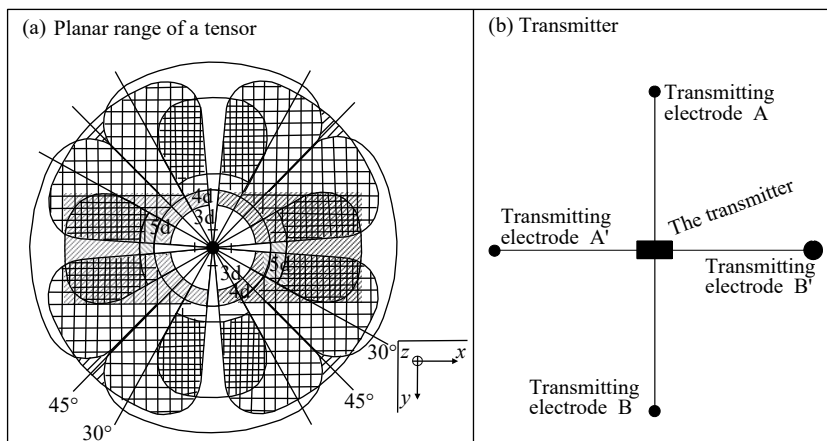 (a) Planar range of a tensor
4d
3d
5d
3d
5d
4d
30°
45°
45°
30°
z
x
y
(b) Transmitter
Transmitting
electrode A
The transmitter
Transmitting
electrode A'
Transmitting
electrode B'
Transmitting
electrode B